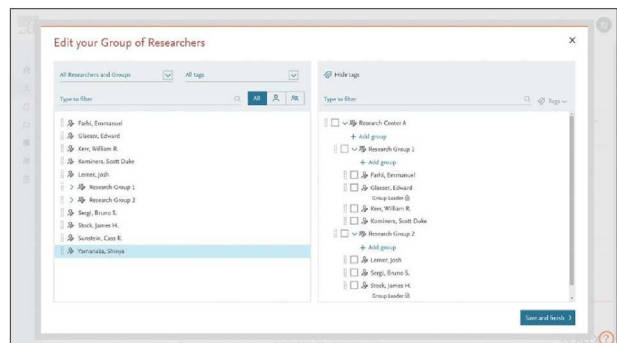 Edit your Group of Researchers
All Researchers and Groups
All tags
Type to filter
All
Farhi, Emmanuel
Glaeser, Edward
Kerr, William R.
Kominers, Scott Duke
Lerner, Josh
Research Group 1
Research Group 2
Sergi, Bruno S.
Stock, James H.
Sunstein, Cass R.
Yamanaka, Shinya
Hide tags
Type to filter
Tags
Research Center A
+ Add group
Research Group 1
+ Add group
Farhi, Emmanuel
Glaeser, Edward
Group Leader
Kerr, William R.
Kominers, Scott Duke
Research Group 2
+ Add group
Lerner, Josh
Sergi, Bruno S.
Stock, James H.
Group Leader
Save and finish